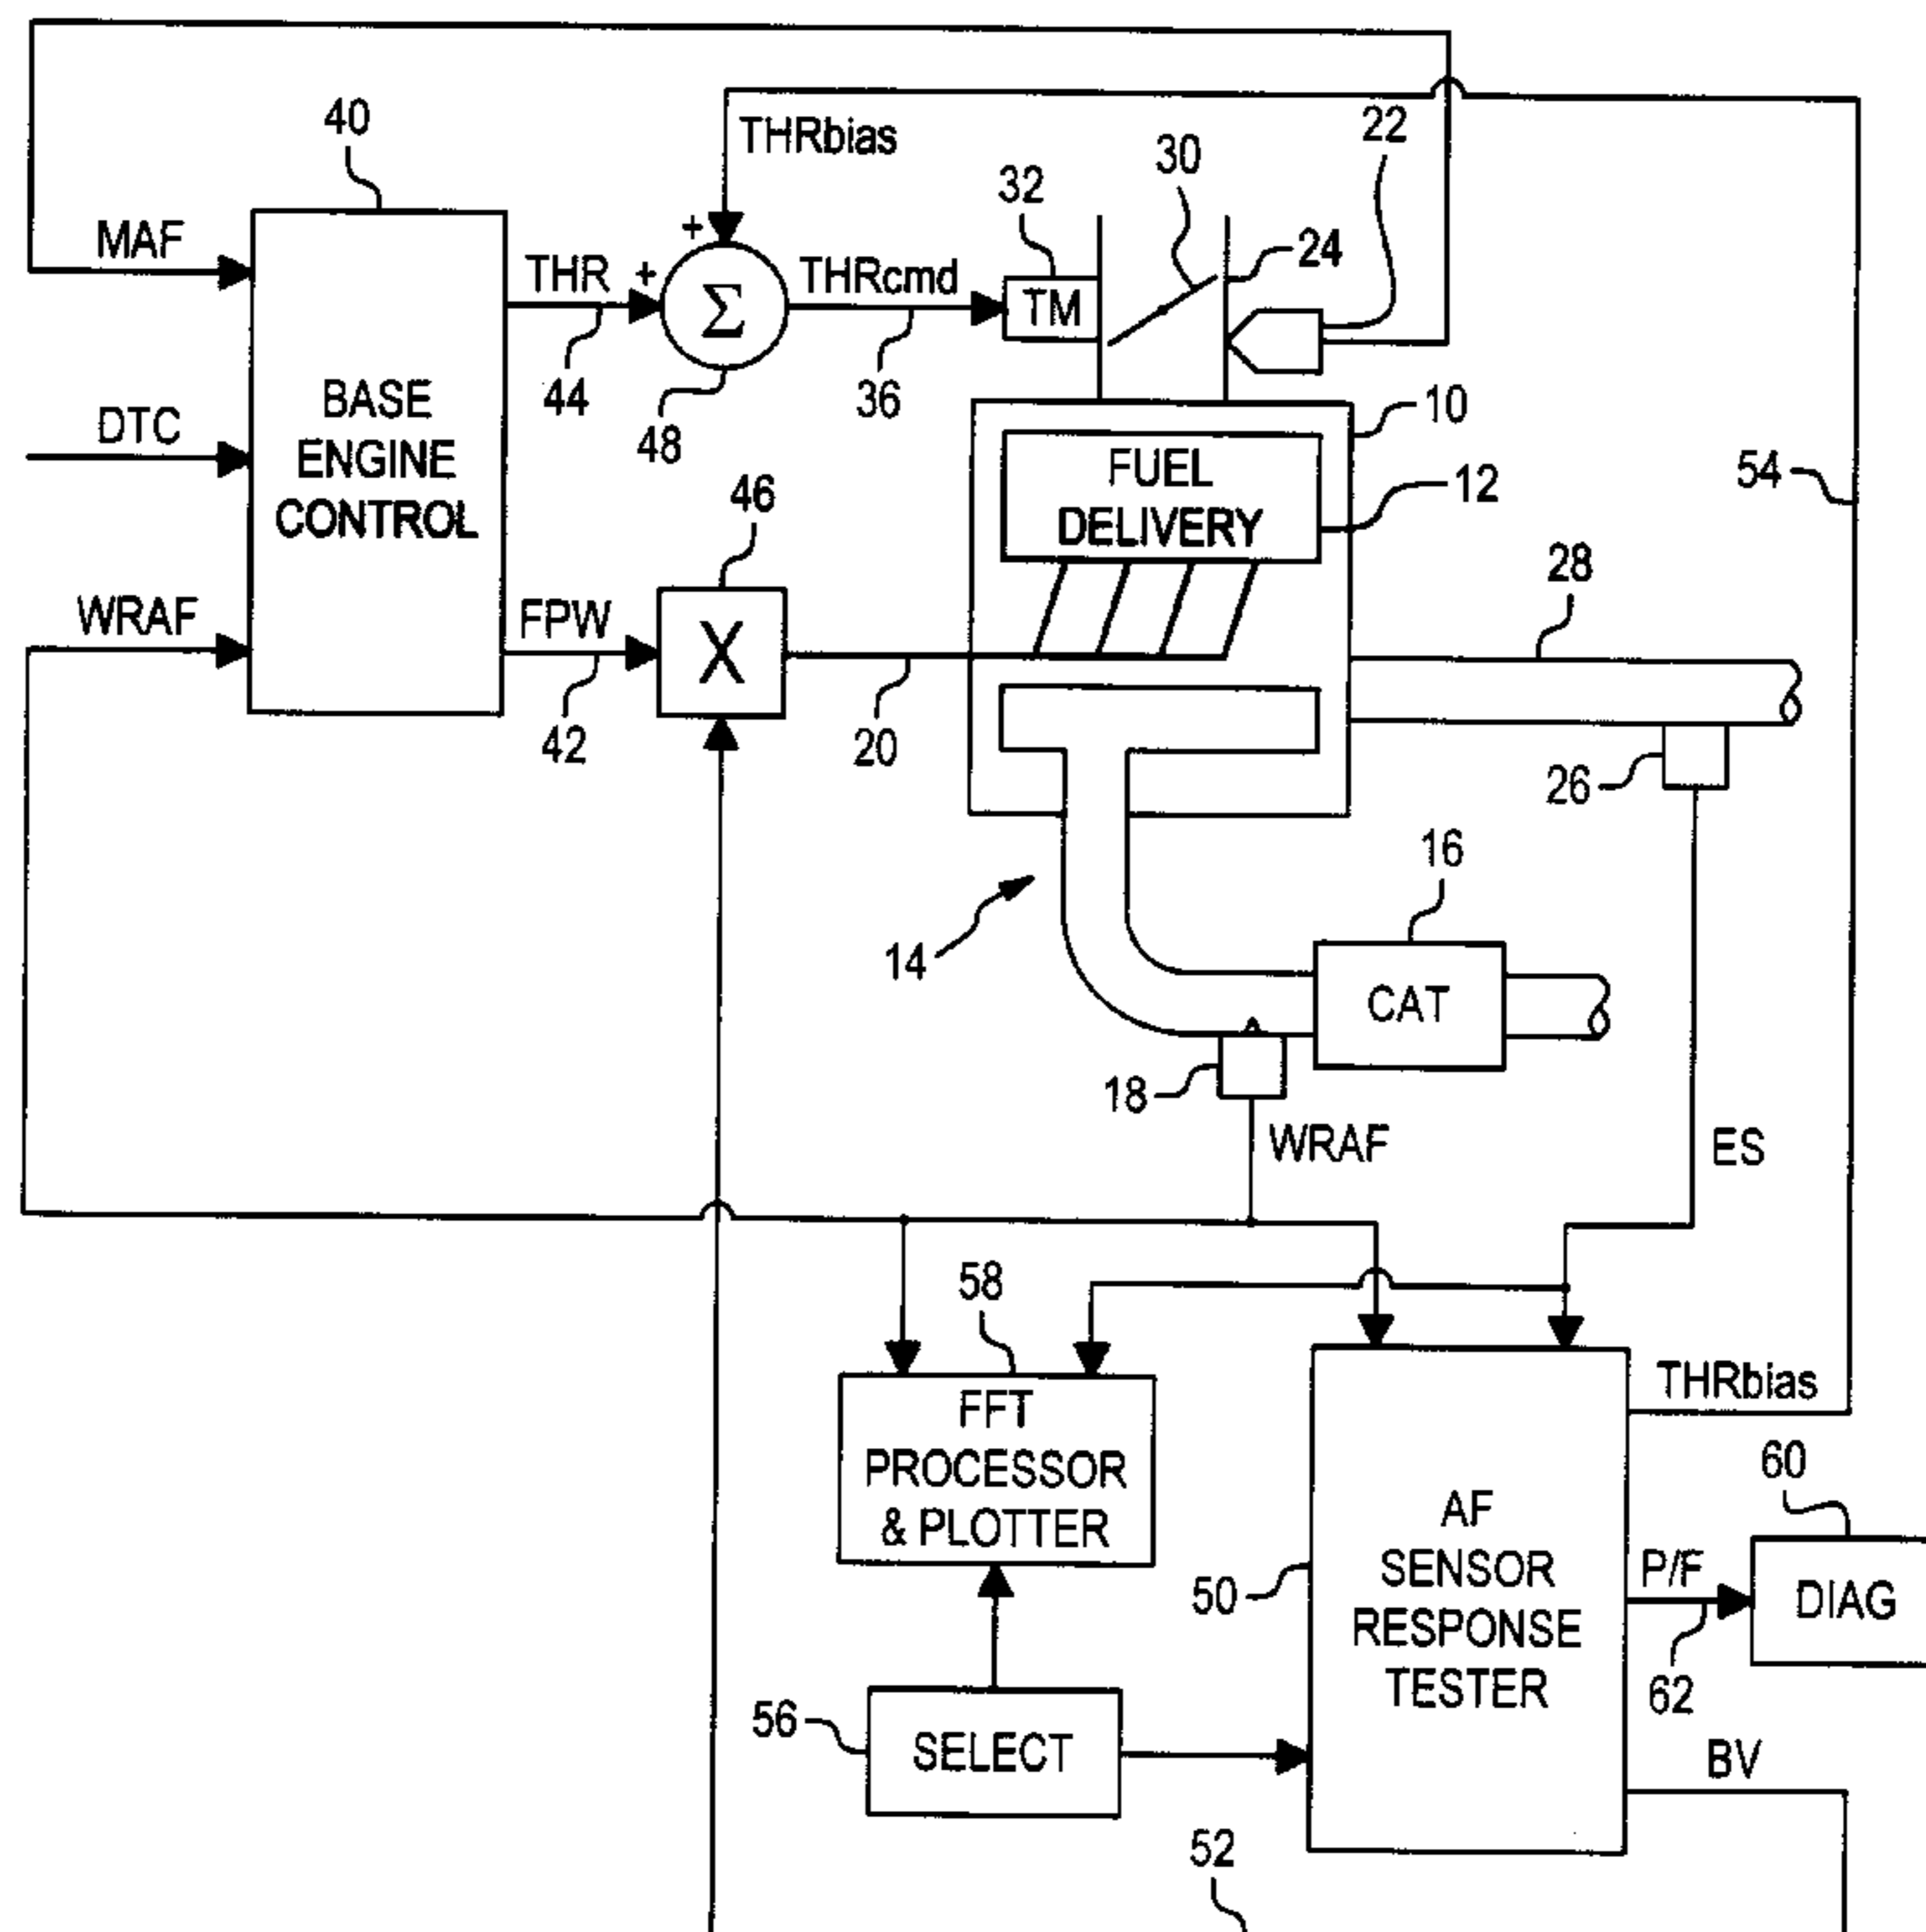 40
THRbias
22
30
32
24
MAF
THR
+
+
Σ
THRcmd
TM
44
48
36
10
DTC
BASE
ENGINE
CONTROL
FUEL
DELIVERY
12
54
46
28
WRAF
FPW
X
42
20
26
16
14
CAT
18
WRAF
ES
58
FFT
PROCESSOR
& PLOTTER
THRbias
60
AF
SENSOR
RESPONSE
TESTER
50
P/F
DIAG
62
56
SELECT
BV
52